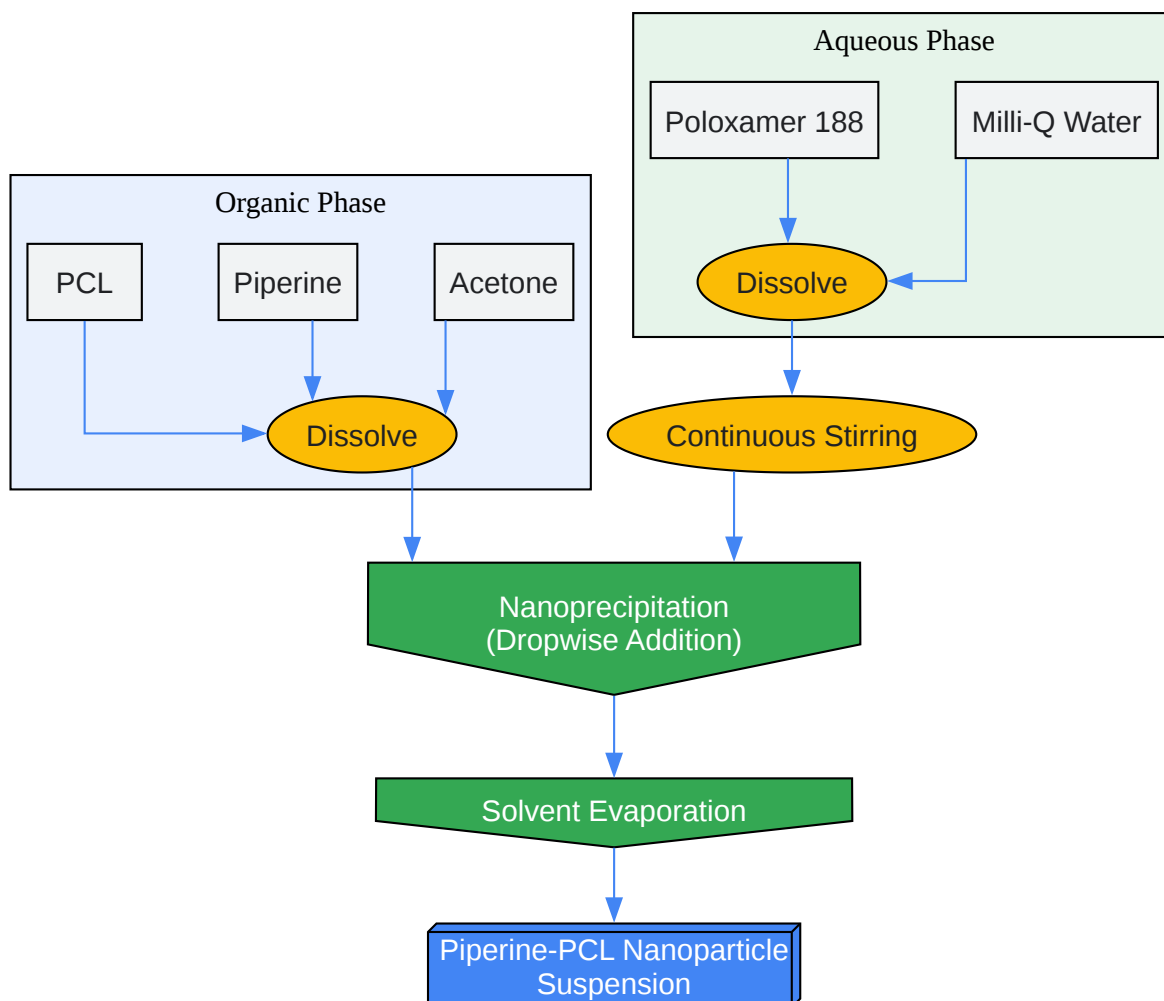 Aqueous Phase
Poloxamer 188
Milli-Q Water
Dissolve
Organic Phase
PCL
Piperine
Acetone
Dissolve
Continuous Stirring
Nanoprecipitation
(Dropwise Addition)
Solvent Evaporation
Piperine-PCL Nanoparticle
Suspension